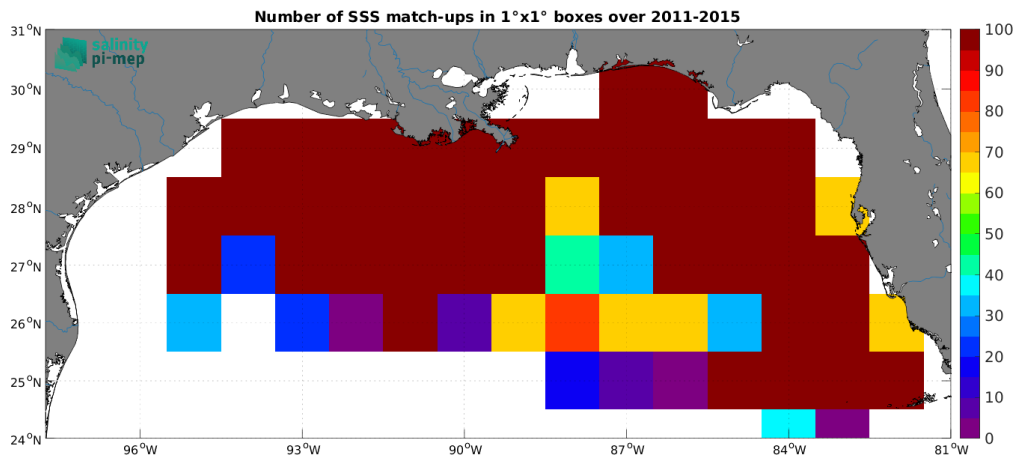 Number of SSS match-ups in 1°x1° boxes over 2011-2015
salinity
pi-mep
31°N
30°N
29°N
28°N
27°N
26°N
25°N
24°N
96°W
93°W
90°W
87°W
84°W
81°W
100
90
80
70
60
50
40
30
20
10
0